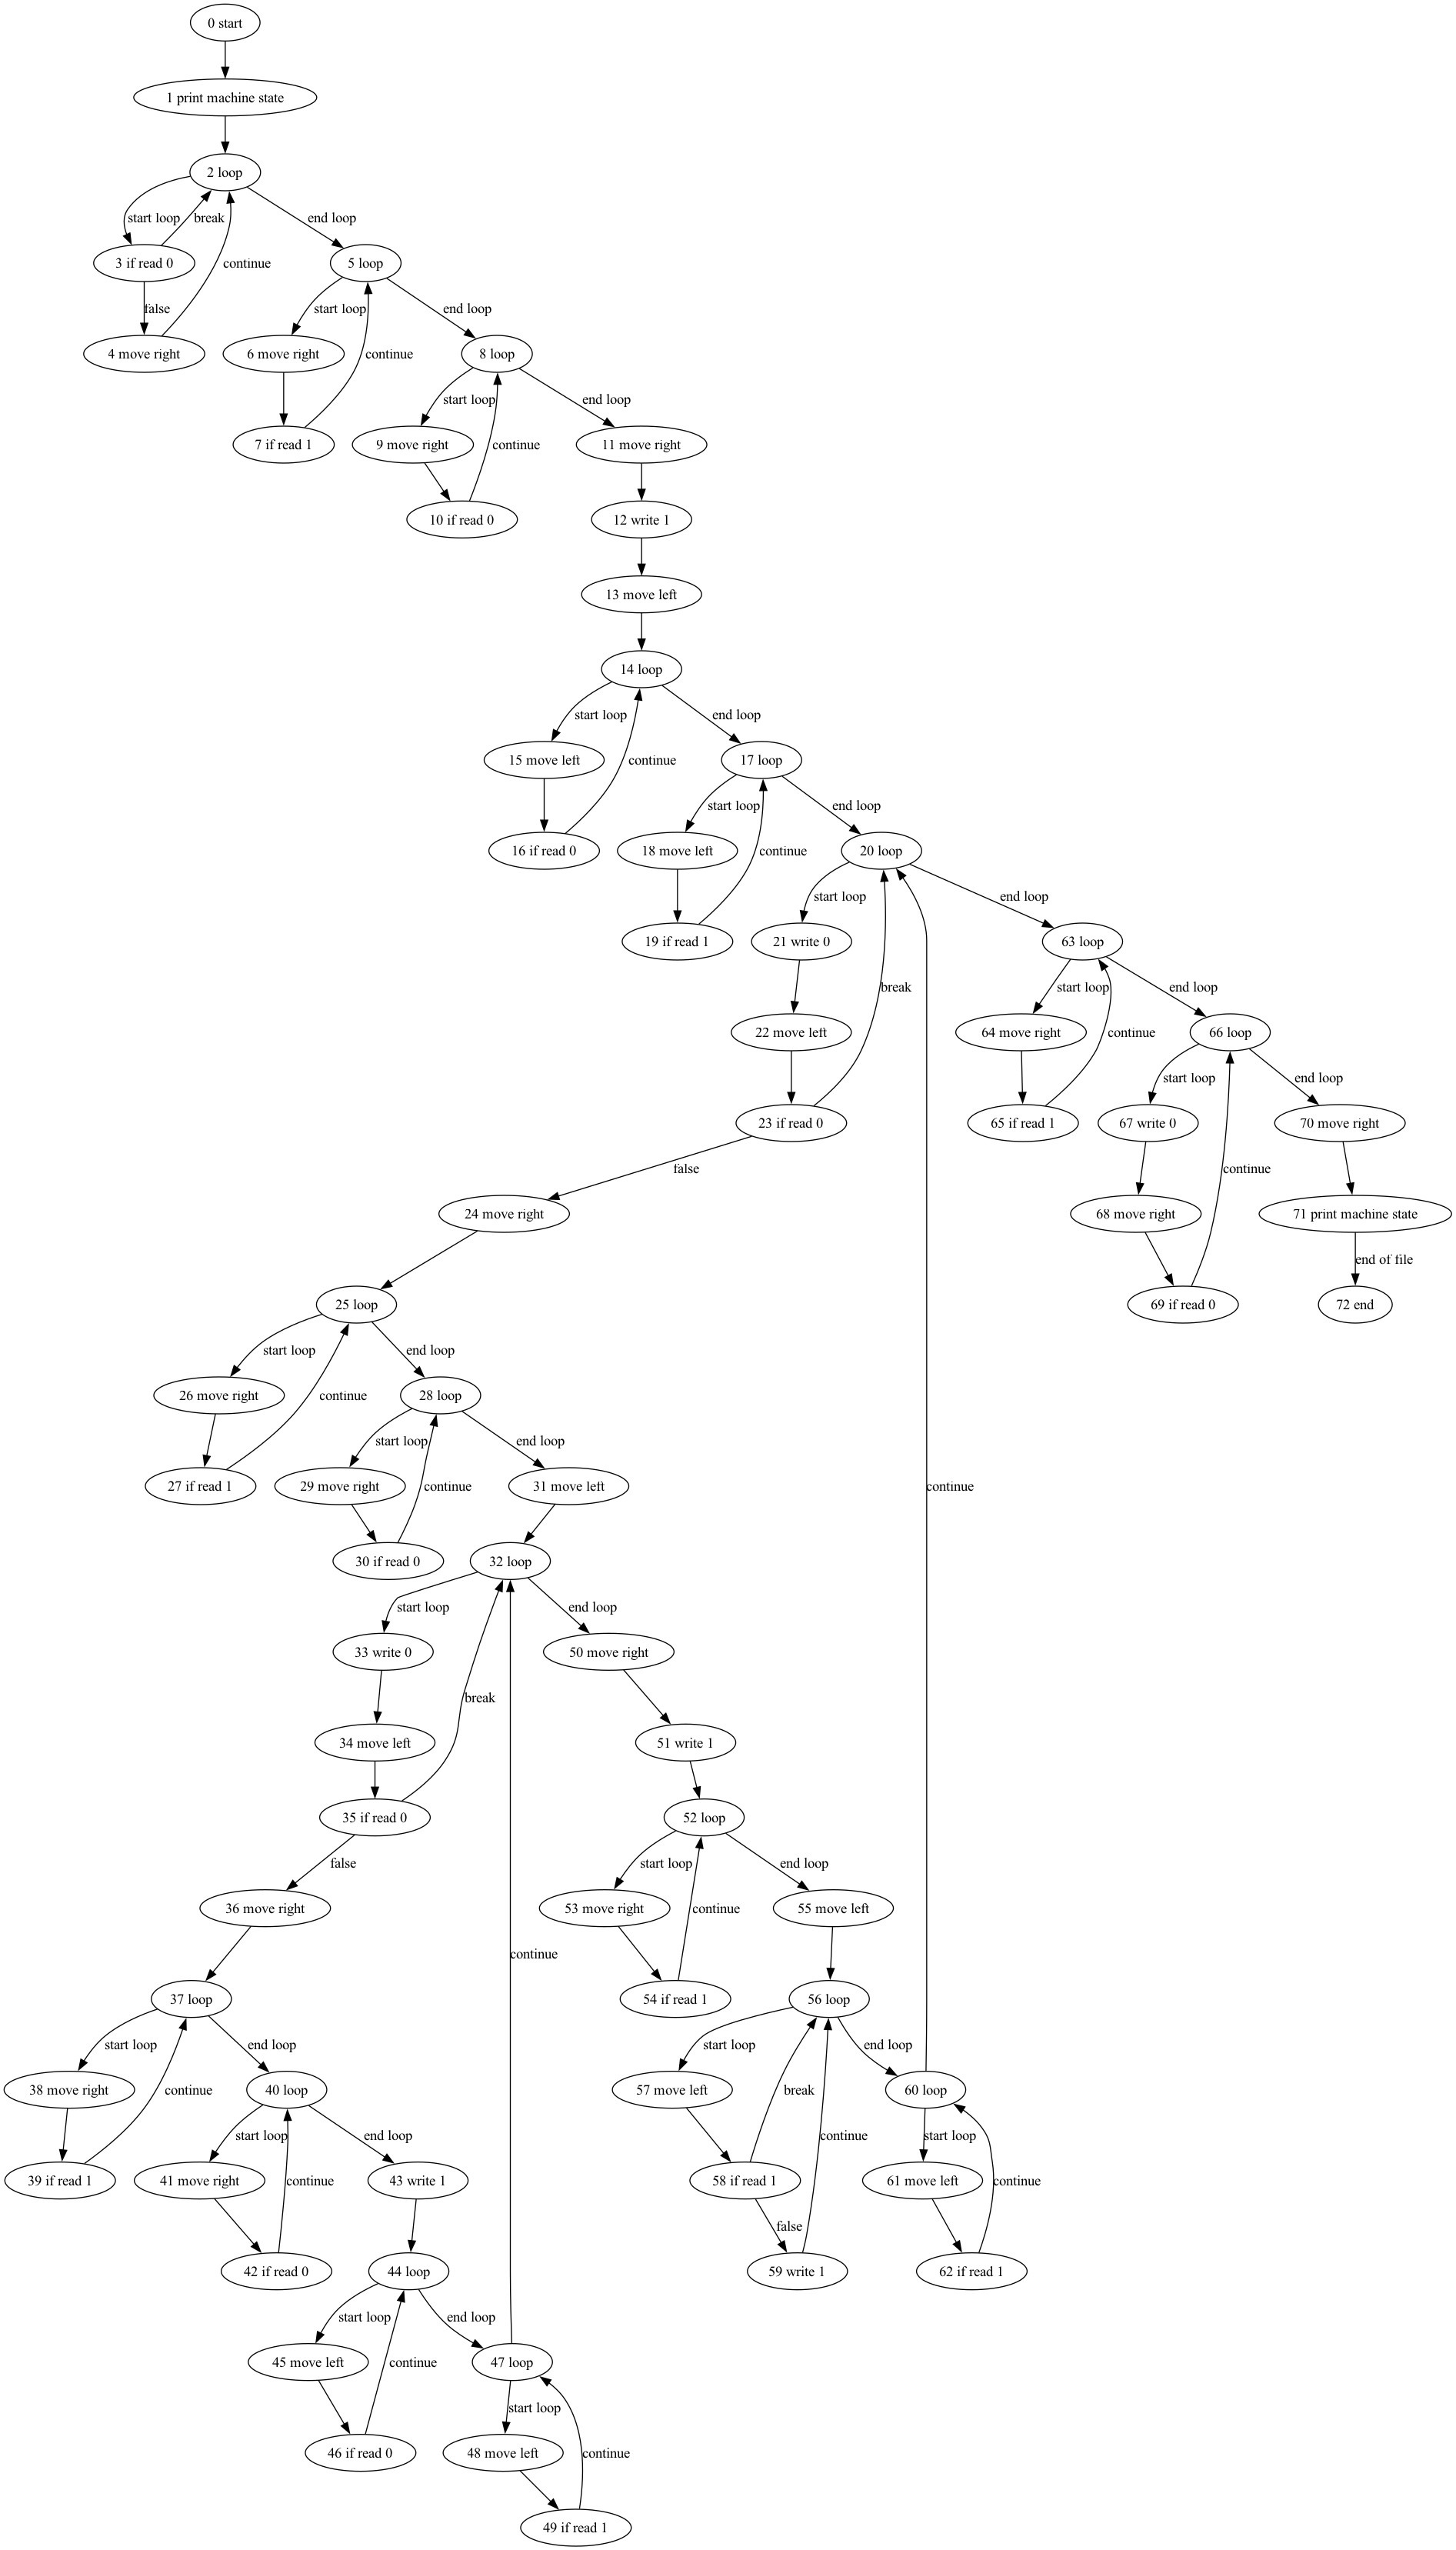 0 start
1 print machine state
2 loop
start loop
break
end loop
3 if read 0
continue
5 loop
false
start loop
end loop
4 move right
6 move right
continue
8 loop
start loop
end loop
7 if read 1
9 move right
continue
11 move right
10 if read 0
12 write 1
13 move left
14 loop
start loop
end loop
15 move left
continue
17 loop
start loop
end loop
16 if read 0
18 move left
continue
20 loop
start loop
end loop
19 if read 1
21 write 0
63 loop
break
start loop
end loop
22 move left
64 move right
continue
66 loop
start loop
end loop
23 if read 0
65 if read 1
67 write 0
70 move right
false
continue
24 move right
68 move right
71 print machine state
end of file
25 loop
69 if read 0
72 end
start loop
end loop
26 move right
continue
28 loop
start loop
end loop
27 if read 1
29 move right
continue
31 move left
continue
30 if read 0
32 loop
start loop
end loop
33 write 0
50 move right
break
34 move left
51 write 1
35 if read 0
52 loop
false
start loop
end loop
36 move right
53 move right
continue
55 move left
continue
37 loop
54 if read 1
56 loop
start loop
end loop
start loop
end loop
38 move right
continue
40 loop
57 move left
break
60 loop
start loop
end loop
continue
start loop
39 if read 1
41 move right
continue
43 write 1
58 if read 1
61 move left
continue
false
42 if read 0
44 loop
59 write 1
62 if read 1
start loop
end loop
45 move left
continue
47 loop
start loop
46 if read 0
48 move left
continue
49 if read 1